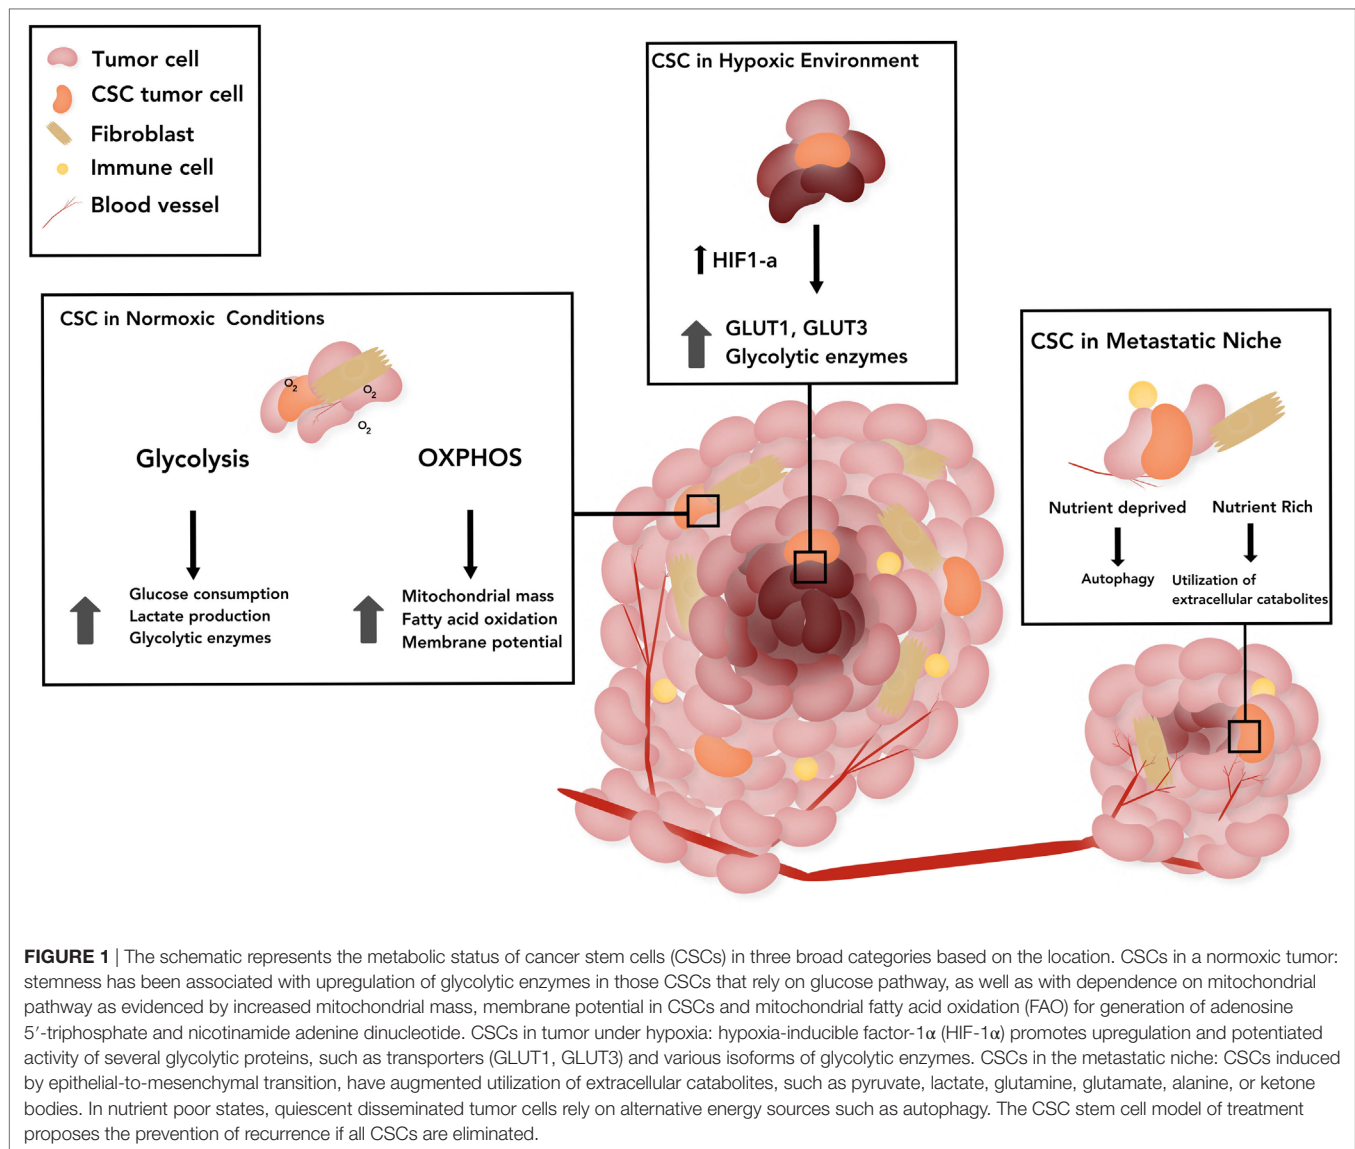 Tumor cell
CSC tumor cell
Fibroblast
Immune cell
Blood vessel
CSC in Hypoxic Environment
HIF1-a
GLUT1, GLUT3
Glycolytic enzymes
CSC in Normoxic Conditions
O2
O2
O2
Glycolysis
OXPHOS
Glucose consumption
Lactate production
Glycolytic enzymes
Mitochondrial mass
Fatty acid oxidation
Membrane potential
CSC in Metastatic Niche
Nutrient deprived
Nutrient Rich
Autophagy
Utilization of
extracellular catabolites
FIGURE 1 | The schematic represents the metabolic status of cancer stem cells (CSCs) in three broad categories based on the location. CSCs in a normoxic tumor:
stemness has been associated with upregulation of glycolytic enzymes in those CSCs that rely on glucose pathway, as well as with dependence on mitochondrial
pathway as evidenced by increased mitochondrial mass, membrane potential in CSCs and mitochondrial fatty acid oxidation (FAO) for generation of adenosine
5′-triphosphate and nicotinamide adenine dinucleotide. CSCs in tumor under hypoxia: hypoxia-inducible factor-1α (HIF-1α) promotes upregulation and potentiated
activity of several glycolytic proteins, such as transporters (GLUT1, GLUT3) and various isoforms of glycolytic enzymes. CSCs in the metastatic niche: CSCs induced
by epithelial-to-mesenchymal transition, have augmented utilization of extracellular catabolites, such as pyruvate, lactate, glutamine, glutamate, alanine, or ketone
bodies. In nutrient poor states, quiescent disseminated tumor cells rely on alternative energy sources such as autophagy. The CSC stem cell model of treatment
proposes the prevention of recurrence if all CSCs are eliminated.